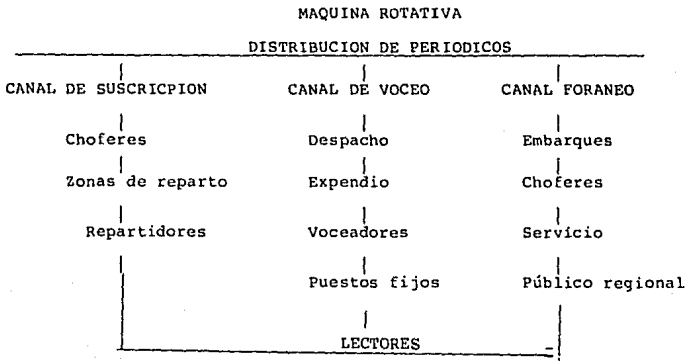 MAQUINA ROTATIVA
DISTRIBUCION DE PERIODICOS
CANAL DE SUSCRICPION CANAL DE VOCEO CANAL FORANEO
Choferes Despacho Embarques
Zonas de reparto Expendio Choferes
Repartidores Voceadores Servicio
Puestos fijos Público regional
LECTORES